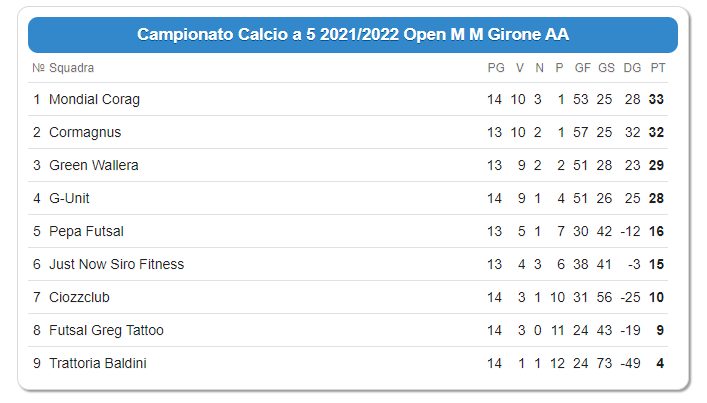 Campionato Calcio a 5 2021/2022 Open M M Girone AA
№ Squadra PG V N P GF GS DG PT
1 Mondial Corag 14 10 3 1 53 25 28 33
2 Cormagnus 13 10 2 1 57 25 32 32
3 Green Wallera 13 9 2 2 51 28 23 29
4 G-Unit 14 9 1 4 51 26 25 28
5 Pepa Futsal 13 5 1 7 30 42 -12 16
6 Just Now Siro Fitness 13 4 3 6 38 41 -3 15
7 Ciozzclub 14 3 1 10 31 56 -25 10
8 Futsal Greg Tattoo 14 3 0 11 24 43 -19 9
9 Trattoria Baldini 14 1 1 12 24 73 -49 4